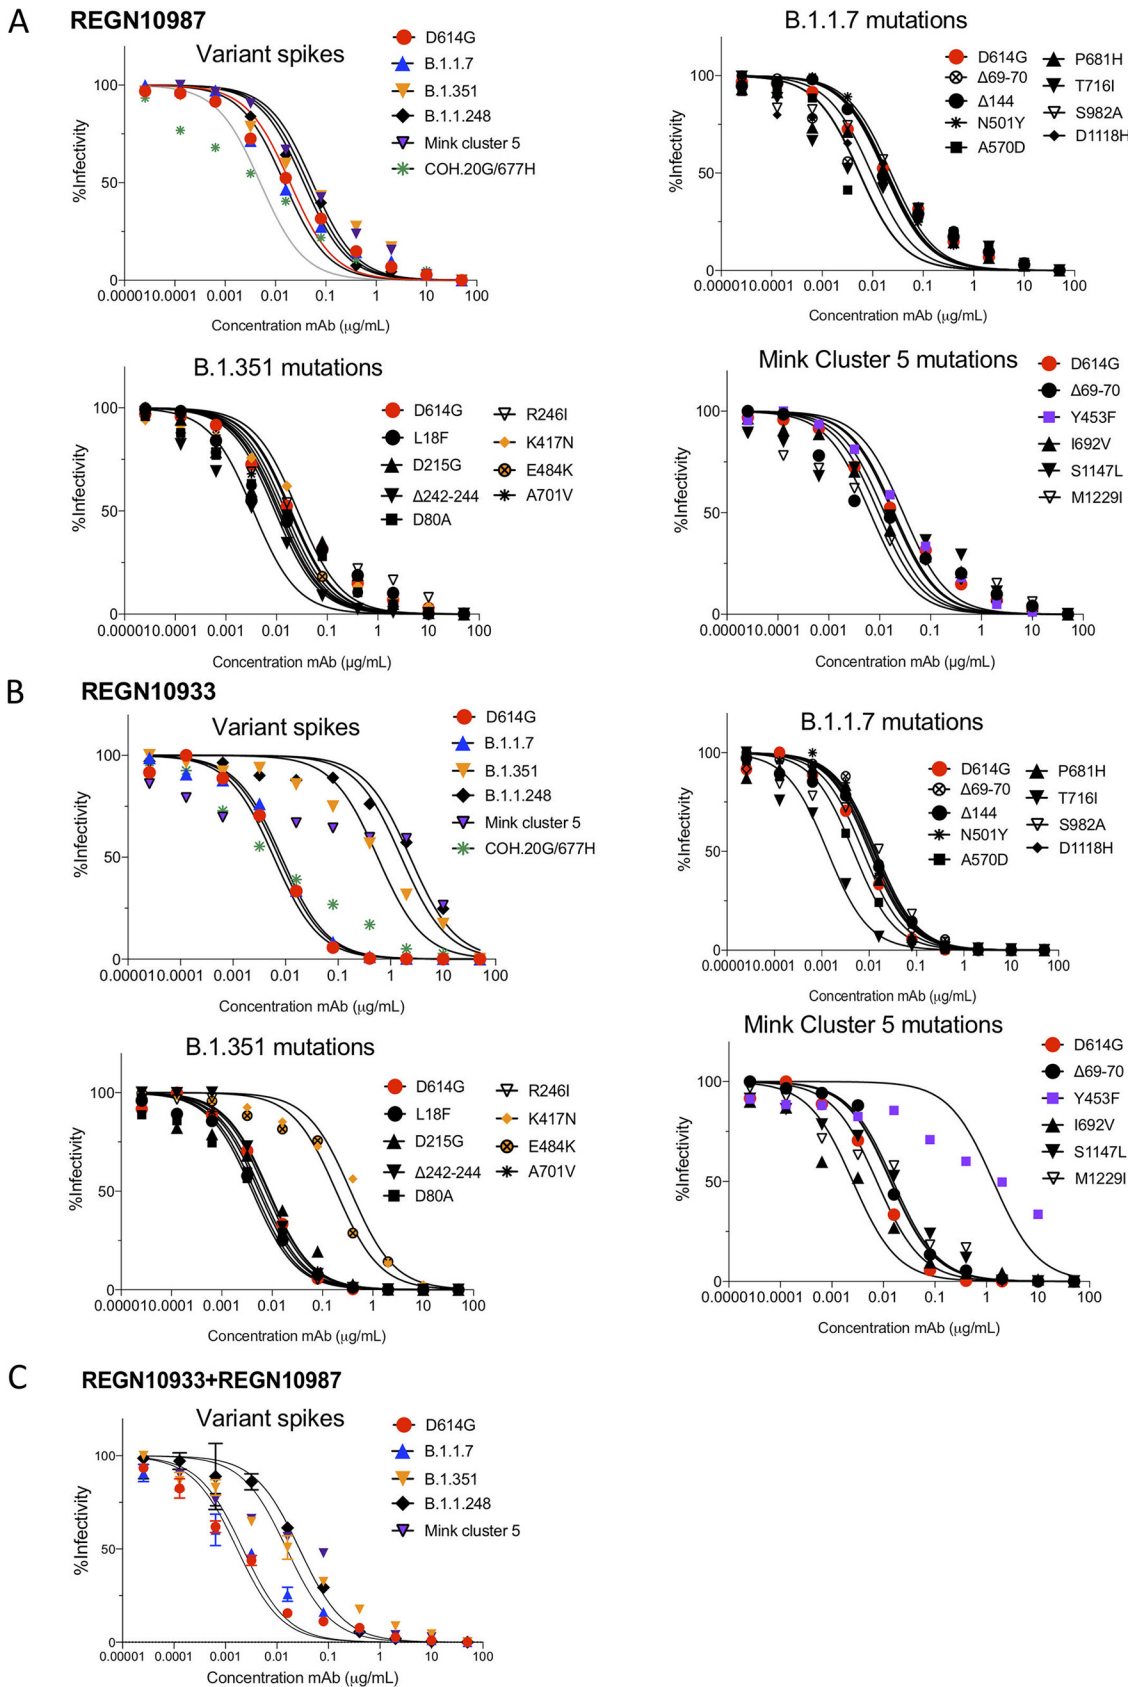 A
REGN10987
Variant spikes
D614G
B.1.1.7
B.1.351
B.1.1.248
Mink cluster 5
COH.20G/677H
%Infectivity
100
50
0
0.00001 0.0001 0.001 0.01 0.1 1 10 100
Concentration mAb (μg/mL)
B.1.1.7 mutations
D614G
Δ69-70
Δ144
N501Y
A570D
P681H
T716I
S982A
D1118H
%Infectivity
100
50
0
0.00001 0.0001 0.001 0.01 0.1 1 10 100
Concentration mAb (μg/mL)
B.1.351 mutations
D614G
L18F
D215G
Δ242-244
D80A
R246I
K417N
E484K
A701V
%Infectivity
100
50
0
0.00001 0.0001 0.001 0.01 0.1 1 10 100
Concentration mAb (μg/mL)
Mink Cluster 5 mutations
D614G
Δ69-70
Y453F
I692V
S1147L
M1229I
%Infectivity
100
50
0
0.00001 0.0001 0.001 0.01 0.1 1 10 100
Concentration mAb (μg/mL)
B
REGN10933
Variant spikes
D614G
B.1.1.7
B.1.351
B.1.1.248
Mink cluster 5
COH.20G/677H
%Infectivity
100
50
0
0.00001 0.0001 0.001 0.01 0.1 1 10 100
Concentration mAb (μg/mL)
B.1.1.7 mutations
D614G
Δ69-70
Δ144
N501Y
A570D
P681H
T716I
S982A
D1118H
%Infectivity
100
50
0
0.00001 0.0001 0.001 0.01 0.1 1 10 100
Concentration mAb (μg/mL)
B.1.351 mutations
D614G
L18F
D215G
Δ242-244
D80A
R246I
K417N
E484K
A701V
%Infectivity
100
50
0
0.00001 0.0001 0.001 0.01 0.1 1 10 100
Concentration mAb (μg/mL)
Mink Cluster 5 mutations
D614G
Δ69-70
Y453F
I692V
S1147L
M1229I
%Infectivity
100
50
0
0.00001 0.0001 0.001 0.01 0.1 1 10 100
Concentration mAb (μg/mL)
C
REGN10933+REGN10987
Variant spikes
D614G
B.1.1.7
B.1.351
B.1.1.248
Mink cluster 5
%Infectivity
100
50
0
0.00001 0.0001 0.001 0.01 0.1 1 10 100
Concentration mAb (μg/mL)